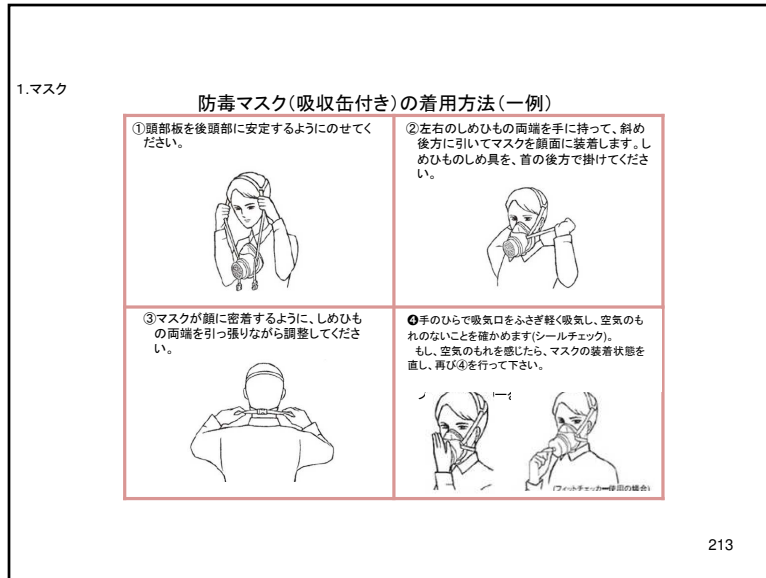 1.マスク
防毒マスク(吸収缶付き)の着用方法(一例)
①頭部板を後頭部に安定するようにのせてく
ださい。
②左右のしめひもの両端を手に持って、斜め
後方に引いてマスクを顔面に装着します。し
めひものしめ具を、首の後方で掛けてくださ
い。
③マスクが顔に密着するように、しめひも
の両端を引っ張りながら調整してくださ
い。
❹手のひらで吸気口をふさぎ軽く吸気し、空気のも
れのないことを確かめます(シールチェック)。
もし、空気のもれを感じたら、マスクの装着状態を
直し、再び④を行って下さい。
(フィットチェッカー使用の場合)
213